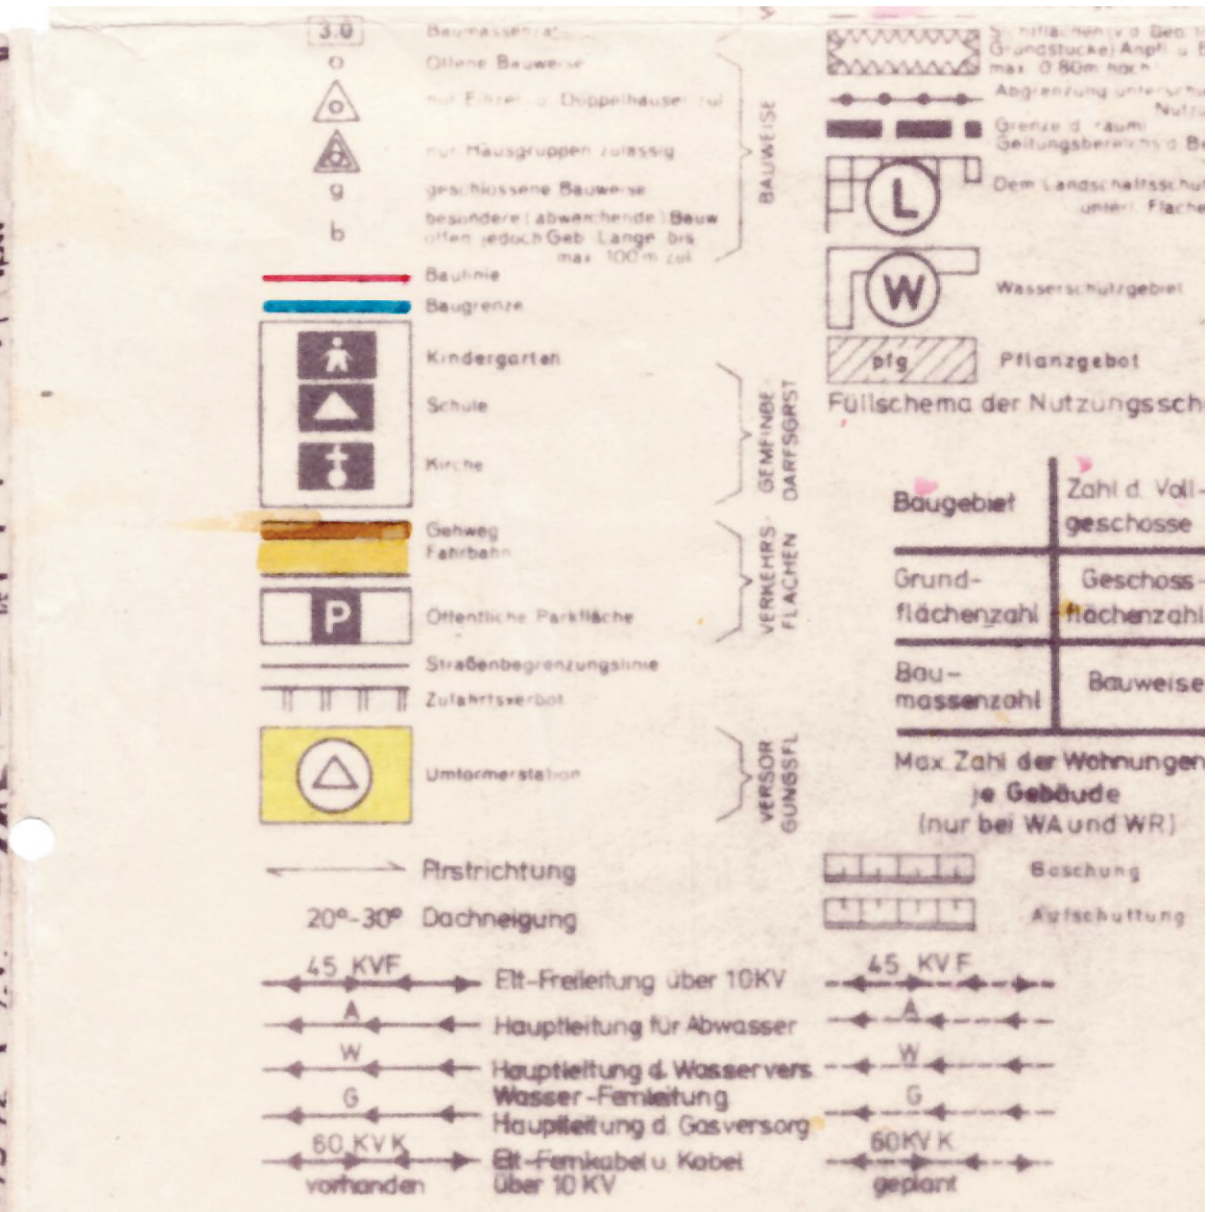 3.0
o
Offene Bauweise
nur Einzel- u. Doppelhäuser zul
nur Hausgruppen zulässig
g
geschlossene Bauweise
b
besondere (abweichende) Bauw
offen jedoch Geb. Länge bis
max. 100 m zul.
BAUWEISE
Baulinie
Baugrenze
Kindergarten
Schule
Kirche
GEMEINBE-
DARFSGRST
Gehweg
Fahrbahn
P
Öffentliche Parkfläche
VERKEHRS-
FLÄCHEN
Straßenbegrenzungslinie
Zufahrtsverbot
Umformerstation
VERSOR
GUNGSFL
Firstrichtung
20°-30° Dachneigung
45 KVF
Elt-Freileitung über 10KV
A
Hauptleitung für Abwasser
W
Hauptleitung d. Wasservers
Wasser-Fernleitung
G
Hauptleitung d. Gasversorg
60 KVK
Elt-Fernkabel u. Kabel
über 10 KV
vorhanden
Grundstücke) Anpfl. u.
max. 0.80m hoch
Abgrenzung
Grenze d. räuml
Geltungsbereichs d.
L
Dem
unterl.
W
Wasserschutzgebiet
pfg
Pflanzgebot
Füllschema der
Baugebiet
Zahl d. Voll-
geschosse
Grund-
flächenzahl
Geschoss-
flächenzahl
Bau-
massenzahl
Bauweise
Max. Zahl der Wohnungen
je Gebäude
(nur bei WA und WR)
Böschung
Aufschüttung
45 KVF
A
W
G
60KVK
geplant